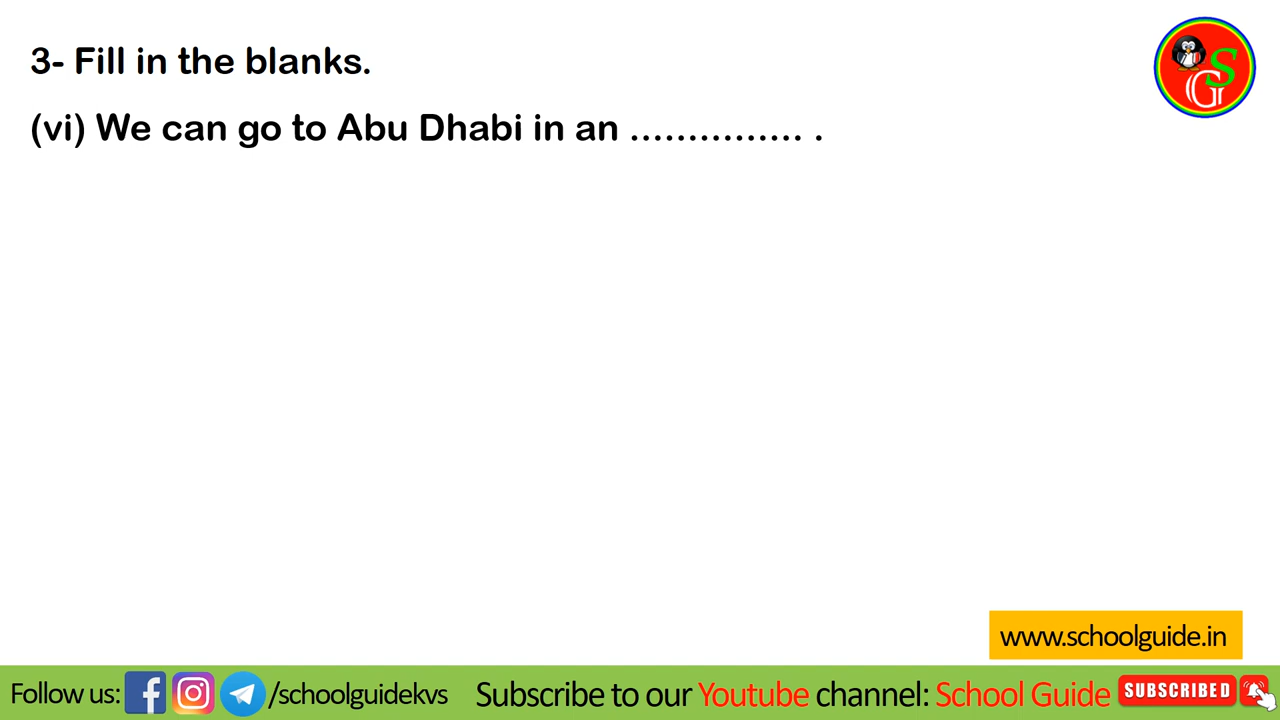 3- Fill in the blanks.
(vi) We can go to Abu Dhabi in an ............... .
SG
www.schoolguide.in
Follow us: /schoolguidekvs Subscribe to our Youtube channel: School Guide SUBSCRIBED